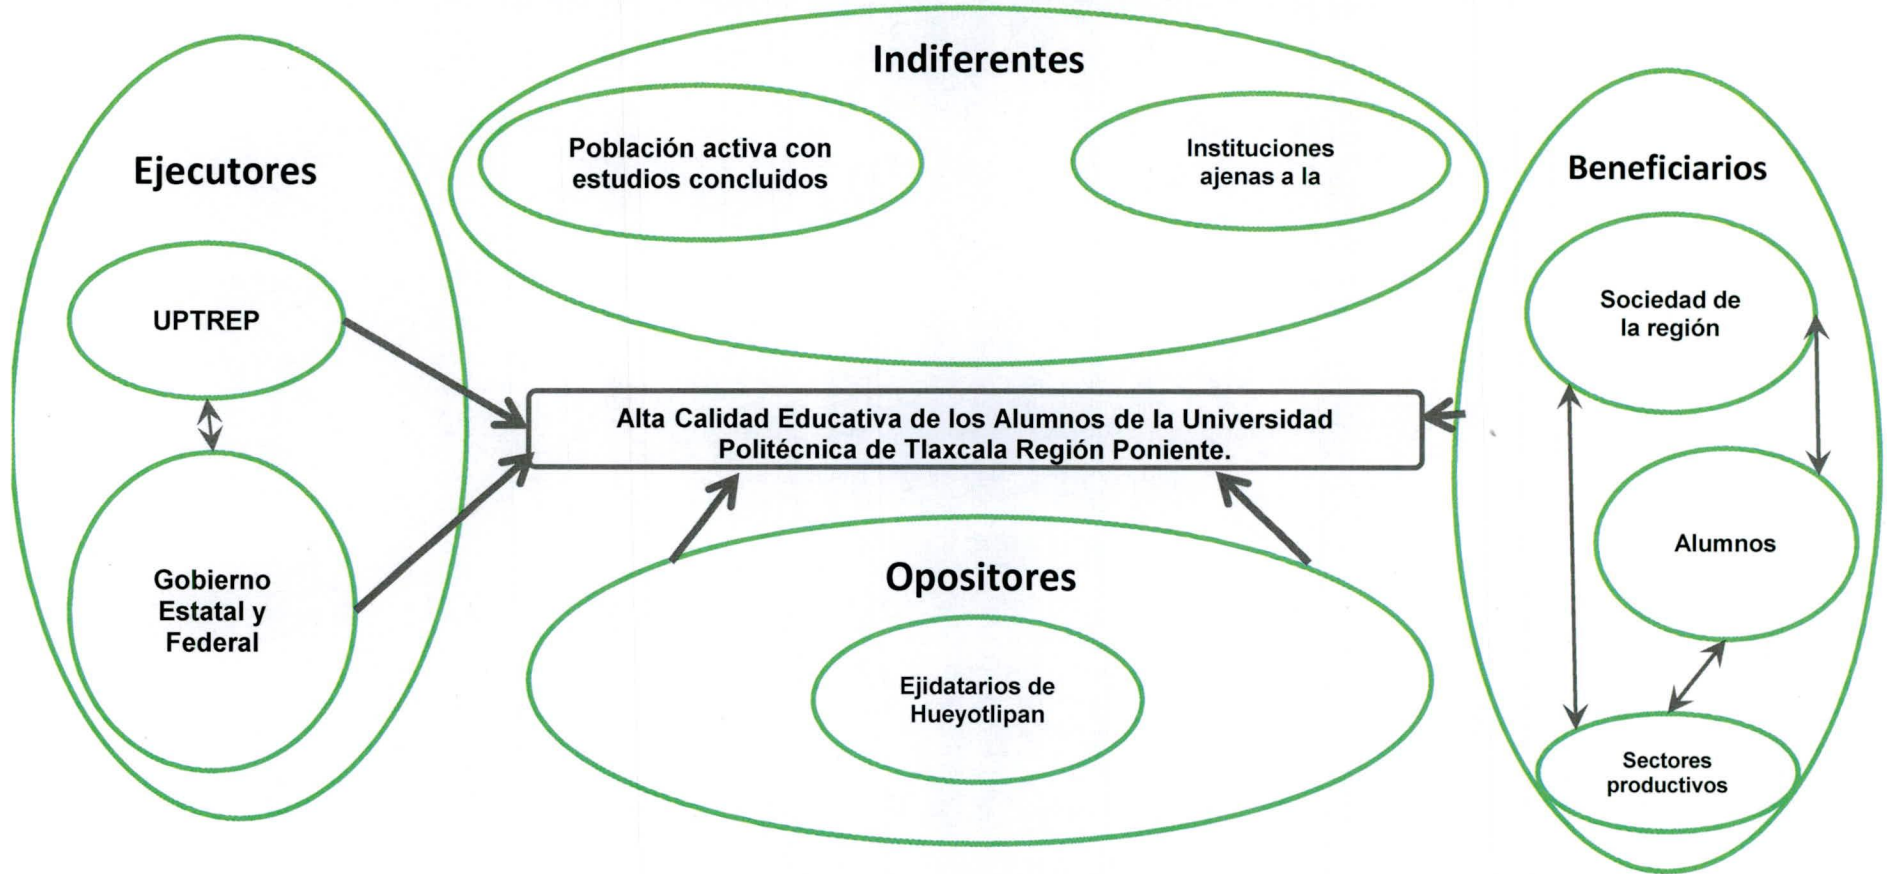 Indiferentes
Población activa con
estudios concluidos
Instituciones
ajenas a la
Ejecutores
UPTREP
Gobierno
Estatal y
Federal
Alta Calidad Educativa de los Alumnos de la Universidad
Politécnica de Tlaxcala Región Poniente.
Opositores
Ejidatarios de
Hueyotlipan
Beneficiarios
Sociedad de
la región
Alumnos
Sectores
productivos